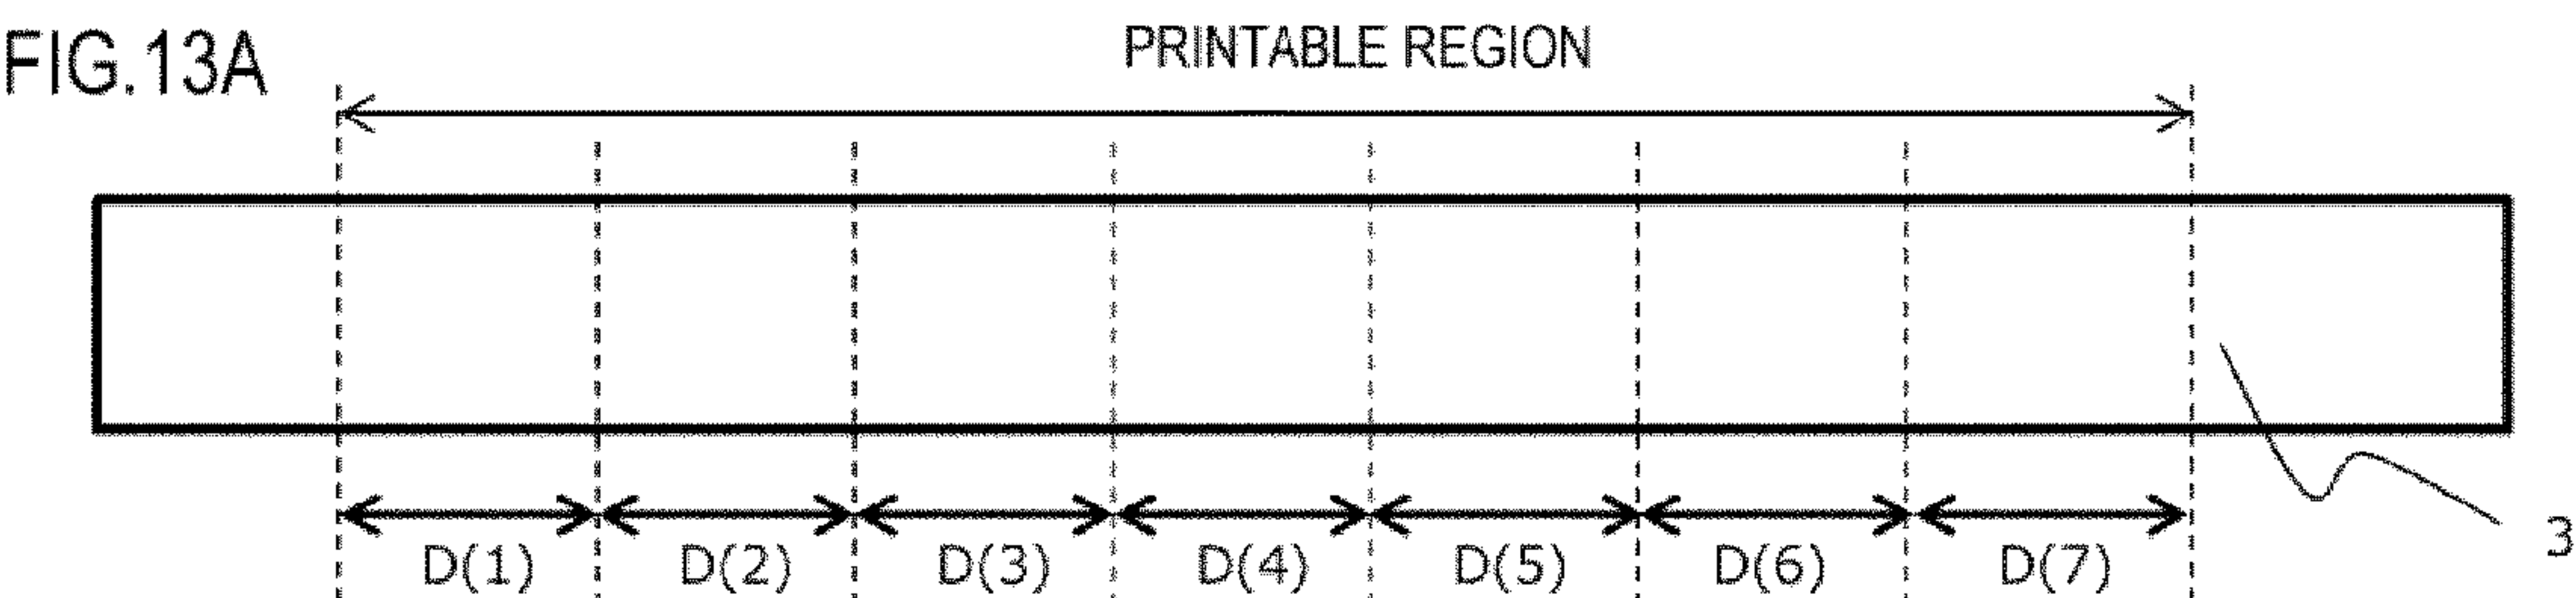 FIG.13A
PRINTABLE REGION
D(1) D(2) D(3) D(4) D(5) D(6) D(7)
3